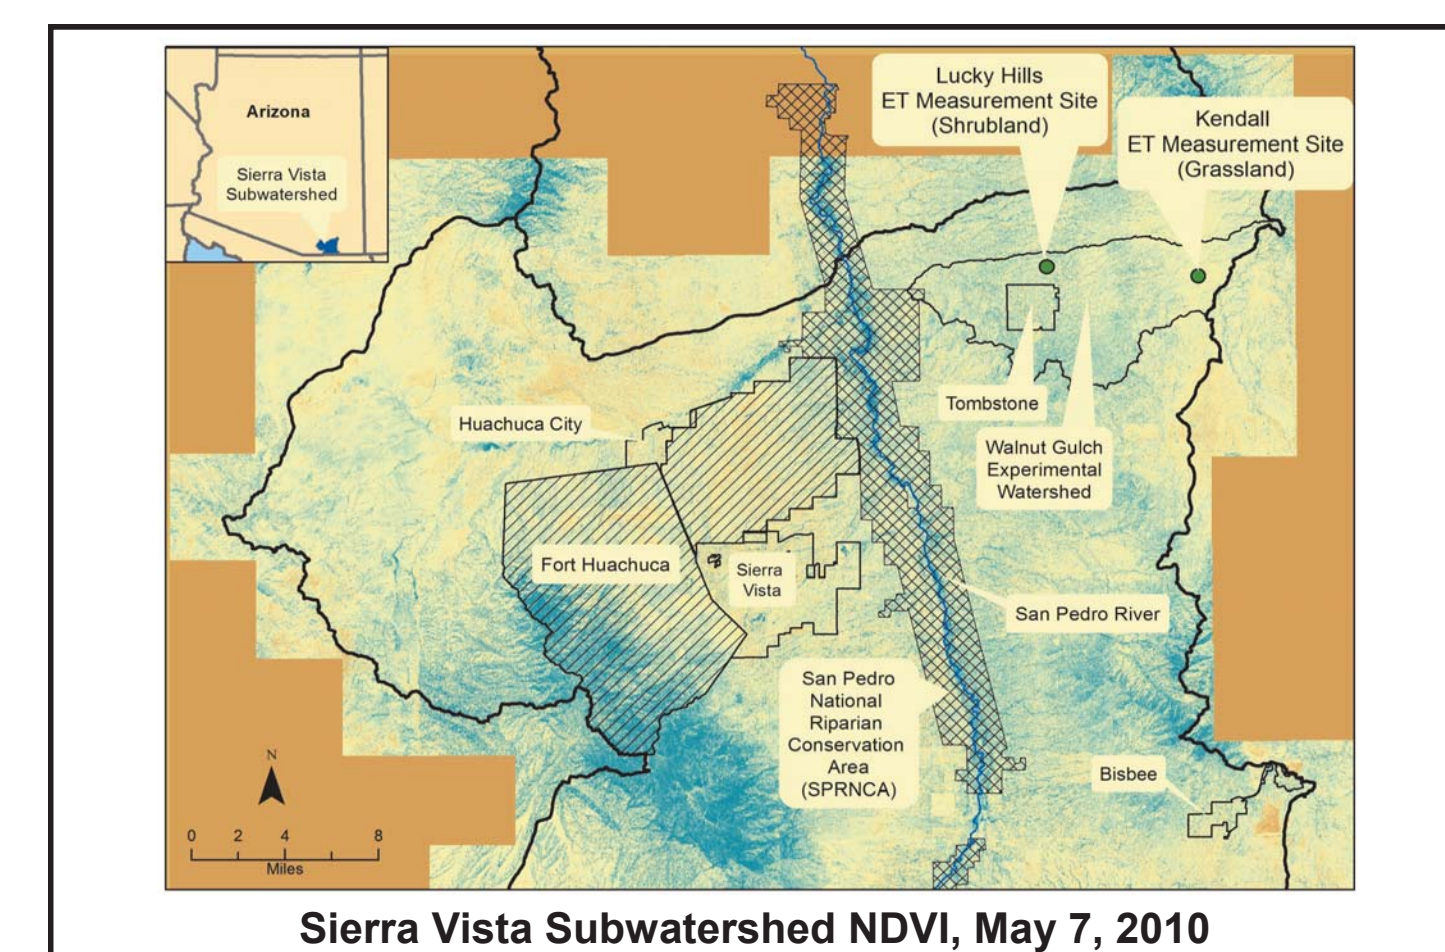 Arizona
Sierra Vista
Subwatershed
Lucky Hills
ET Measurement Site
(Shrubland)
Kendall
ET Measurement Site
(Grassland)
Huachuca City
Tombstone
Walnut Gulch
Experimental
Watershed
Fort Huachuca
Sierra
Vista
San Pedro River
San Pedro
National
Riparian
Conservation
Area
(SPRNCA)
Bisbee
N
0 2 4 8
Miles
Sierra Vista Subwatershed NDVI, May 7, 2010